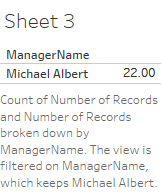 Sheet 3
ManagerName
Michael Albert 22.00
Count of Number of Records
and Number of Records
broken down by
ManagerName. The view is
filtered on ManagerName,
which keeps Michael Albert.